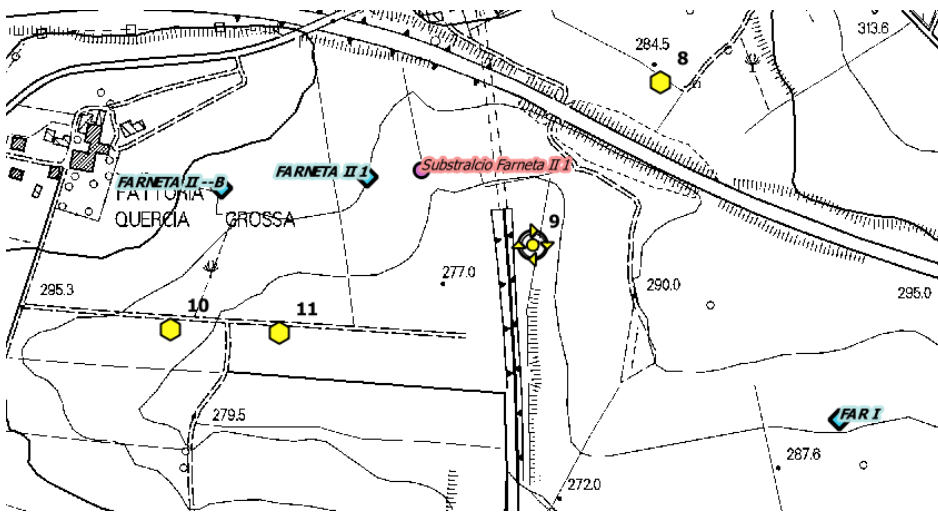 313.6
284.5
8
Substralcio Farneta II 1
FARNETA II 1
FARNETA II --B
FATTORIA
QUERCIA GROSSA
9
277.0
290.0
295.3
295.0
10
11
279.5
FAR I
287.6
272.0